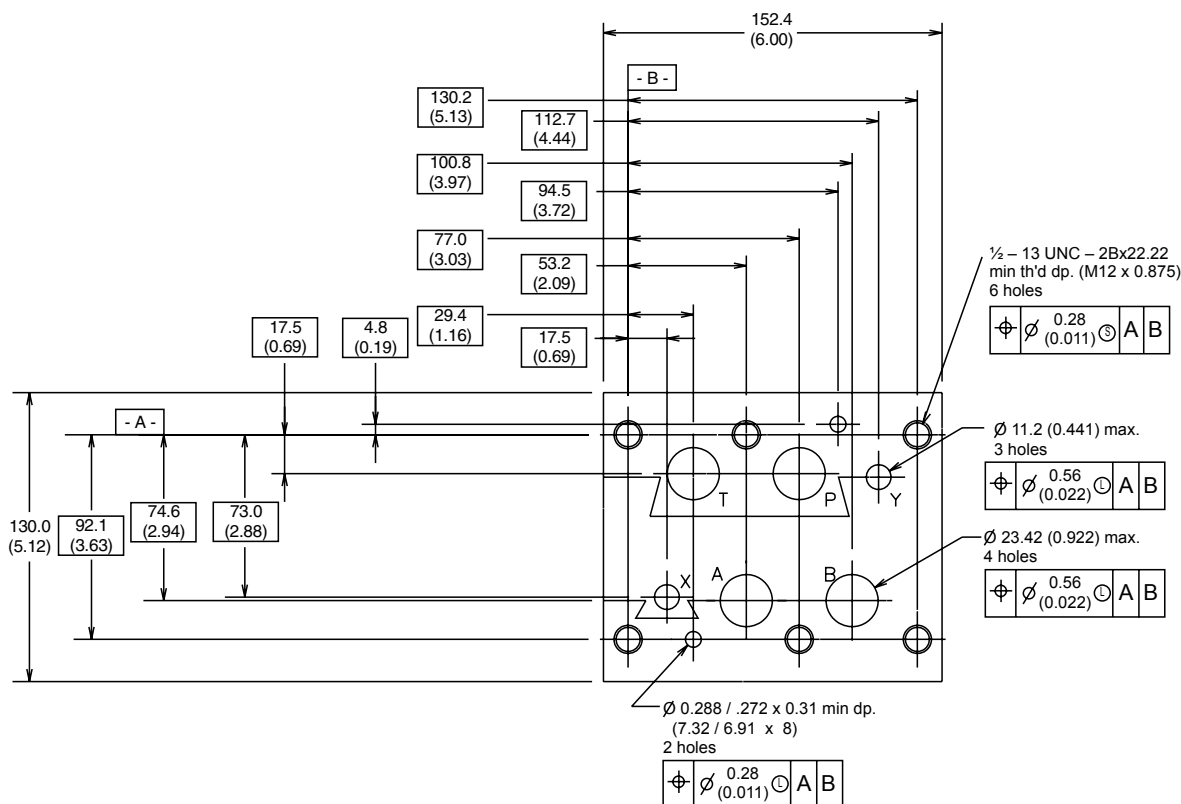 152.4
(6.00)
- B -
130.2
(5.13)
112.7
(4.44)
100.8
(3.97)
94.5
(3.72)
77.0
(3.03)
53.2
(2.09)
29.4
(1.16)
17.5
(0.69)
4.8
(0.19)
17.5
(0.69)
½ – 13 UNC – 2Bx22.22
min th'd dp. (M12 x 0.875)
6 holes
⌖ Ø 0.28 (0.011) Ⓢ A B
- A -
Ø 11.2 (0.441) max.
3 holes
⌖ Ø 0.56 (0.022) Ⓛ A B
T P Y
130.0
(5.12)
92.1
(3.63)
74.6
(2.94)
73.0
(2.88)
Ø 23.42 (0.922) max.
4 holes
⌖ Ø 0.56 (0.022) Ⓛ A B
X A B
Ø 0.288 / .272 x 0.31 min dp.
(7.32 / 6.91 x 8)
2 holes
⌖ Ø 0.28 (0.011) Ⓛ A B